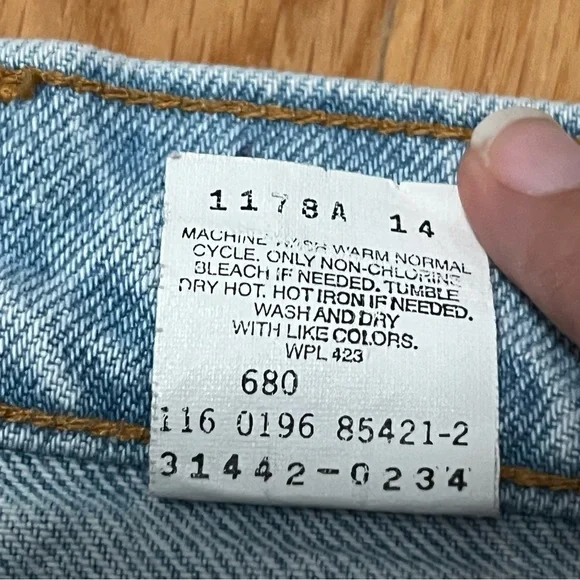 1178A 14
MACHINE WASH WARM NORMAL
CYCLE. ONLY NON-CHLORINE
BLEACH IF NEEDED. TUMBLE
DRY HOT. HOT IRON IF NEEDED.
WASH AND DRY
WITH LIKE COLORS.
WPL 423
680
116 0196 85421-2
31442-0234